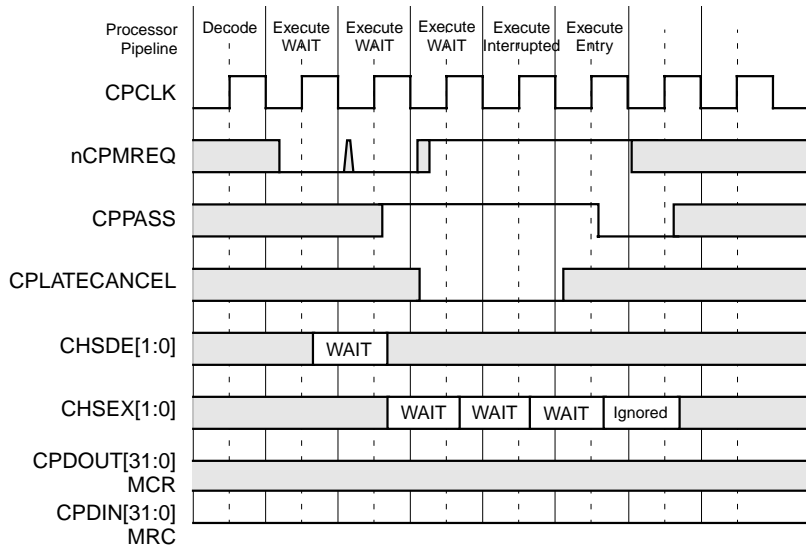 Processor Pipeline
Decode
Execute WAIT
Execute WAIT
Execute WAIT
Execute Interrupted
Execute Entry
CPCLK
nCPMREQ
CPPASS
CPLATECANCEL
CHSDE[1:0]
WAIT
CHSEX[1:0]
WAIT
WAIT
WAIT
Ignored
CPDOUT[31:0]
MCR
CPDIN[31:0]
MRC